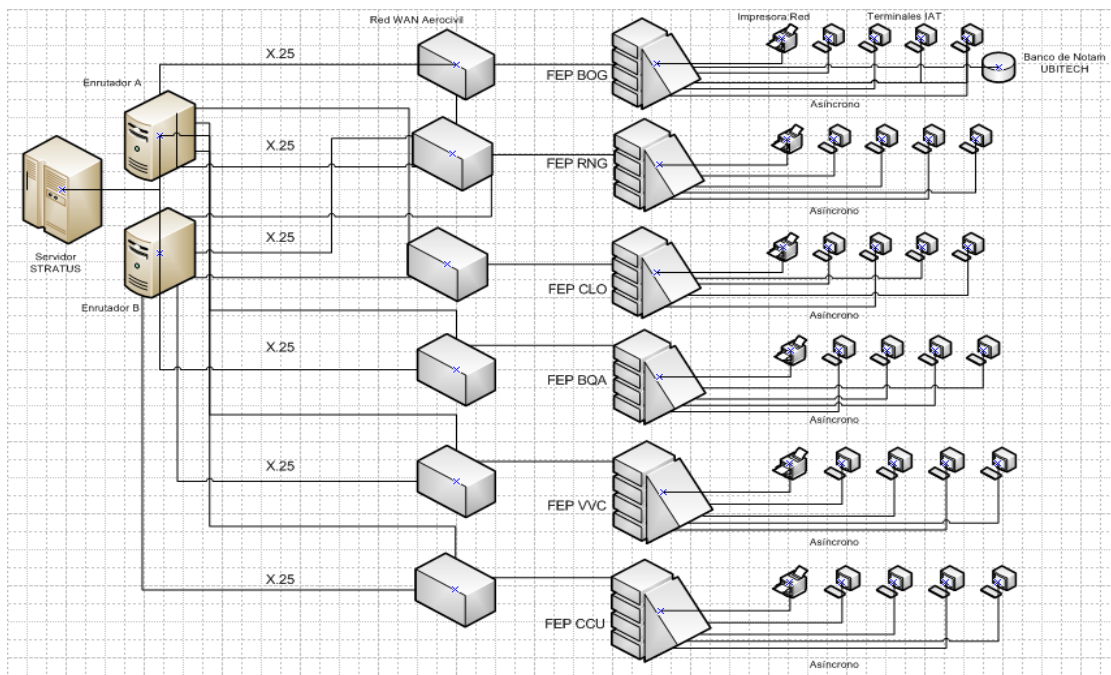 Red WAN Aerocivil
Impresora Red
Terminales IAT
X.25
FEP BOG
Banco de Notam
UBITECH
Enrutador A
Asíncrono
X.25
FEP RNG
Asíncrono
X.25
Servidor
STRATUS
FEP CLO
Enrutador B
Asíncrono
X.25
FEP BQA
Asíncrono
X.25
FEP VVC
Asíncrono
X.25
FEP CCU
Asíncrono